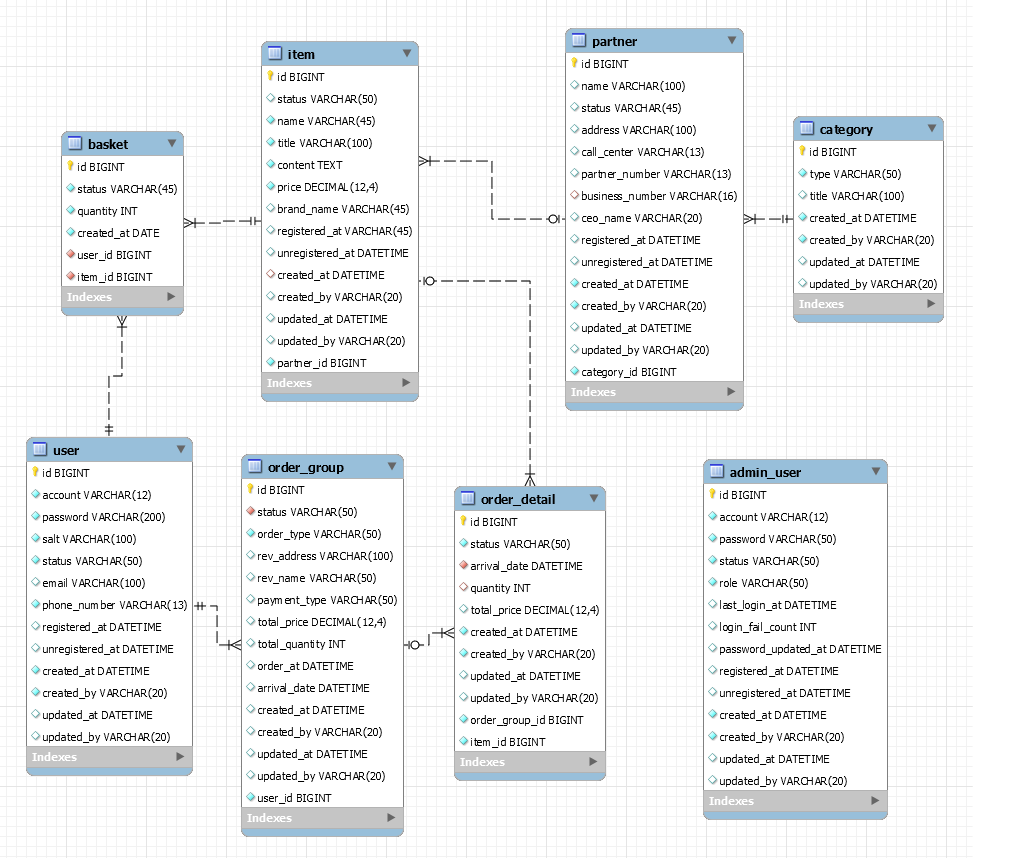 basket
id BIGINT
status VARCHAR(45)
quantity INT
created_at DATE
user_id BIGINT
item_id BIGINT
Indexes
item
id BIGINT
status VARCHAR(50)
name VARCHAR(45)
title VARCHAR(100)
content TEXT
price DECIMAL(12,4)
brand_name VARCHAR(45)
registered_at VARCHAR(45)
unregistered_at DATETIME
created_at DATETIME
created_by VARCHAR(20)
updated_at DATETIME
updated_by VARCHAR(20)
partner_id BIGINT
Indexes
partner
id BIGINT
name VARCHAR(100)
status VARCHAR(45)
address VARCHAR(100)
call_center VARCHAR(13)
partner_number VARCHAR(13)
business_number VARCHAR(16)
ceo_name VARCHAR(20)
registered_at DATETIME
unregistered_at DATETIME
created_at DATETIME
created_by VARCHAR(20)
updated_at DATETIME
updated_by VARCHAR(20)
category_id BIGINT
Indexes
category
id BIGINT
type VARCHAR(50)
title VARCHAR(100)
created_at DATETIME
created_by VARCHAR(20)
updated_at DATETIME
updated_by VARCHAR(20)
Indexes
user
id BIGINT
account VARCHAR(12)
password VARCHAR(200)
salt VARCHAR(100)
status VARCHAR(50)
email VARCHAR(100)
phone_number VARCHAR(13)
registered_at DATETIME
unregistered_at DATETIME
created_at DATETIME
created_by VARCHAR(20)
updated_at DATETIME
updated_by VARCHAR(20)
Indexes
order_group
id BIGINT
status VARCHAR(50)
order_type VARCHAR(50)
rev_address VARCHAR(100)
rev_name VARCHAR(50)
payment_type VARCHAR(50)
total_price DECIMAL(12,4)
total_quantity INT
order_at DATETIME
arrival_date DATETIME
created_at DATETIME
created_by VARCHAR(20)
updated_at DATETIME
updated_by VARCHAR(20)
user_id BIGINT
Indexes
order_detail
id BIGINT
status VARCHAR(50)
arrival_date DATETIME
quantity INT
total_price DECIMAL(12,4)
created_at DATETIME
created_by VARCHAR(20)
updated_at DATETIME
updated_by VARCHAR(20)
order_group_id BIGINT
item_id BIGINT
Indexes
admin_user
id BIGINT
account VARCHAR(12)
password VARCHAR(50)
status VARCHAR(50)
role VARCHAR(50)
last_login_at DATETIME
login_fail_count INT
password_updated_at DATETIME
registered_at DATETIME
unregistered_at DATETIME
created_at DATETIME
created_by VARCHAR(20)
updated_at DATETIME
updated_by VARCHAR(20)
Indexes